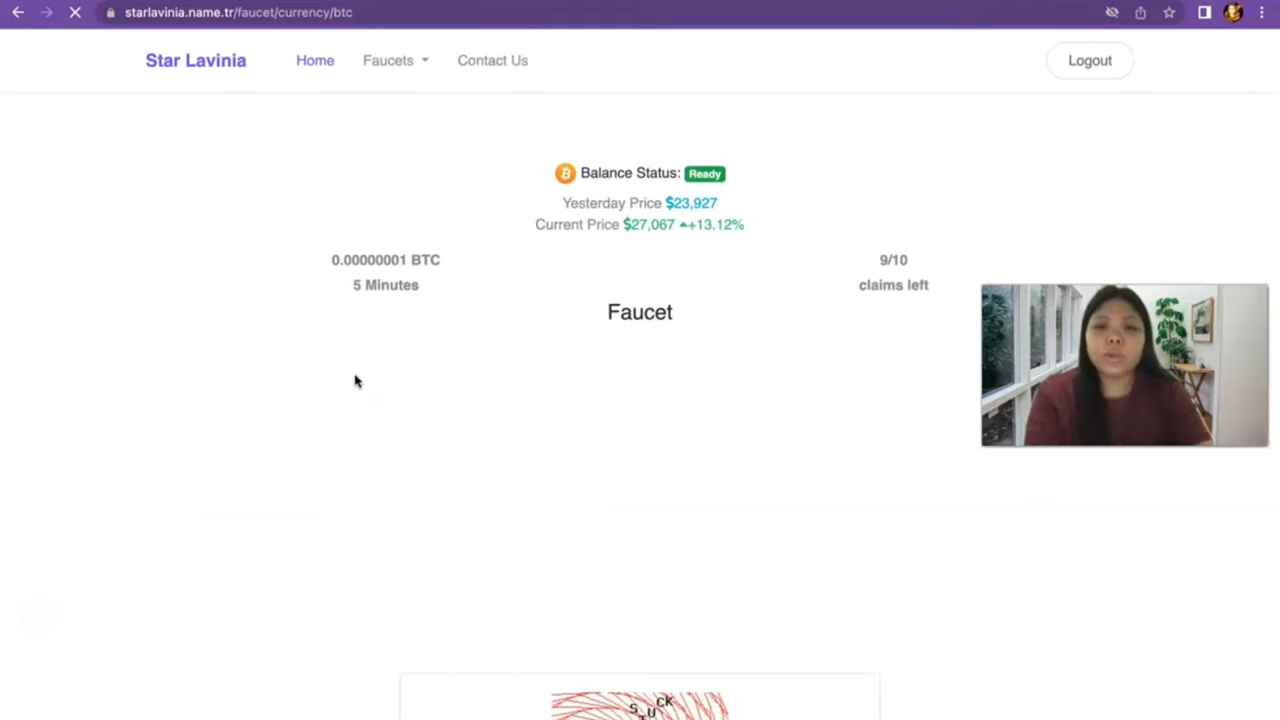 starlavinia.name.tr/faucet/currency/btc
Star Lavinia Home Faucets Contact Us Logout
Balance Status: Ready
Yesterday Price $23,927
Current Price $27,067 +13.12%
0.00000001 BTC
5 Minutes
9/10
claims left
Faucet